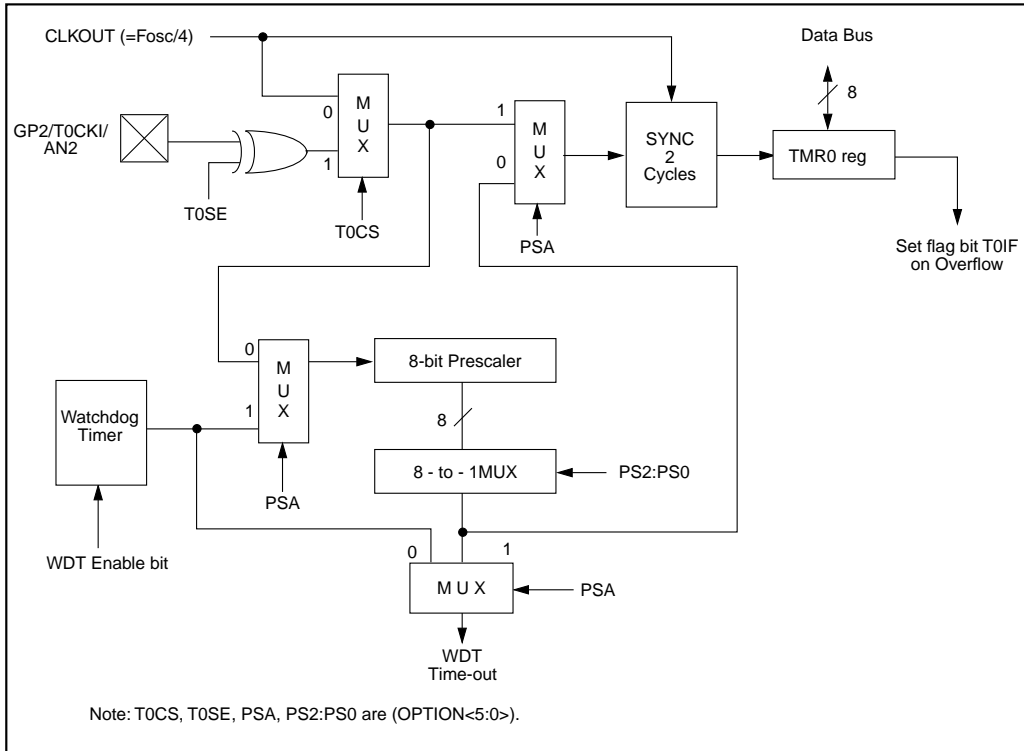 CLKOUT (=Fosc/4)
Data Bus
8
GP2/T0CKI/
AN2
T0SE
0
1
M
U
X
T0CS
1
0
M
U
X
PSA
SYNC
2
Cycles
TMR0 reg
Set flag bit T0IF
on Overflow
0
1
M
U
X
PSA
8-bit Prescaler
8
8 - to - 1MUX
PS2:PS0
Watchdog
Timer
WDT Enable bit
0
1
M U X
PSA
WDT
Time-out
Note: T0CS, T0SE, PSA, PS2:PS0 are (OPTION<5:0>).